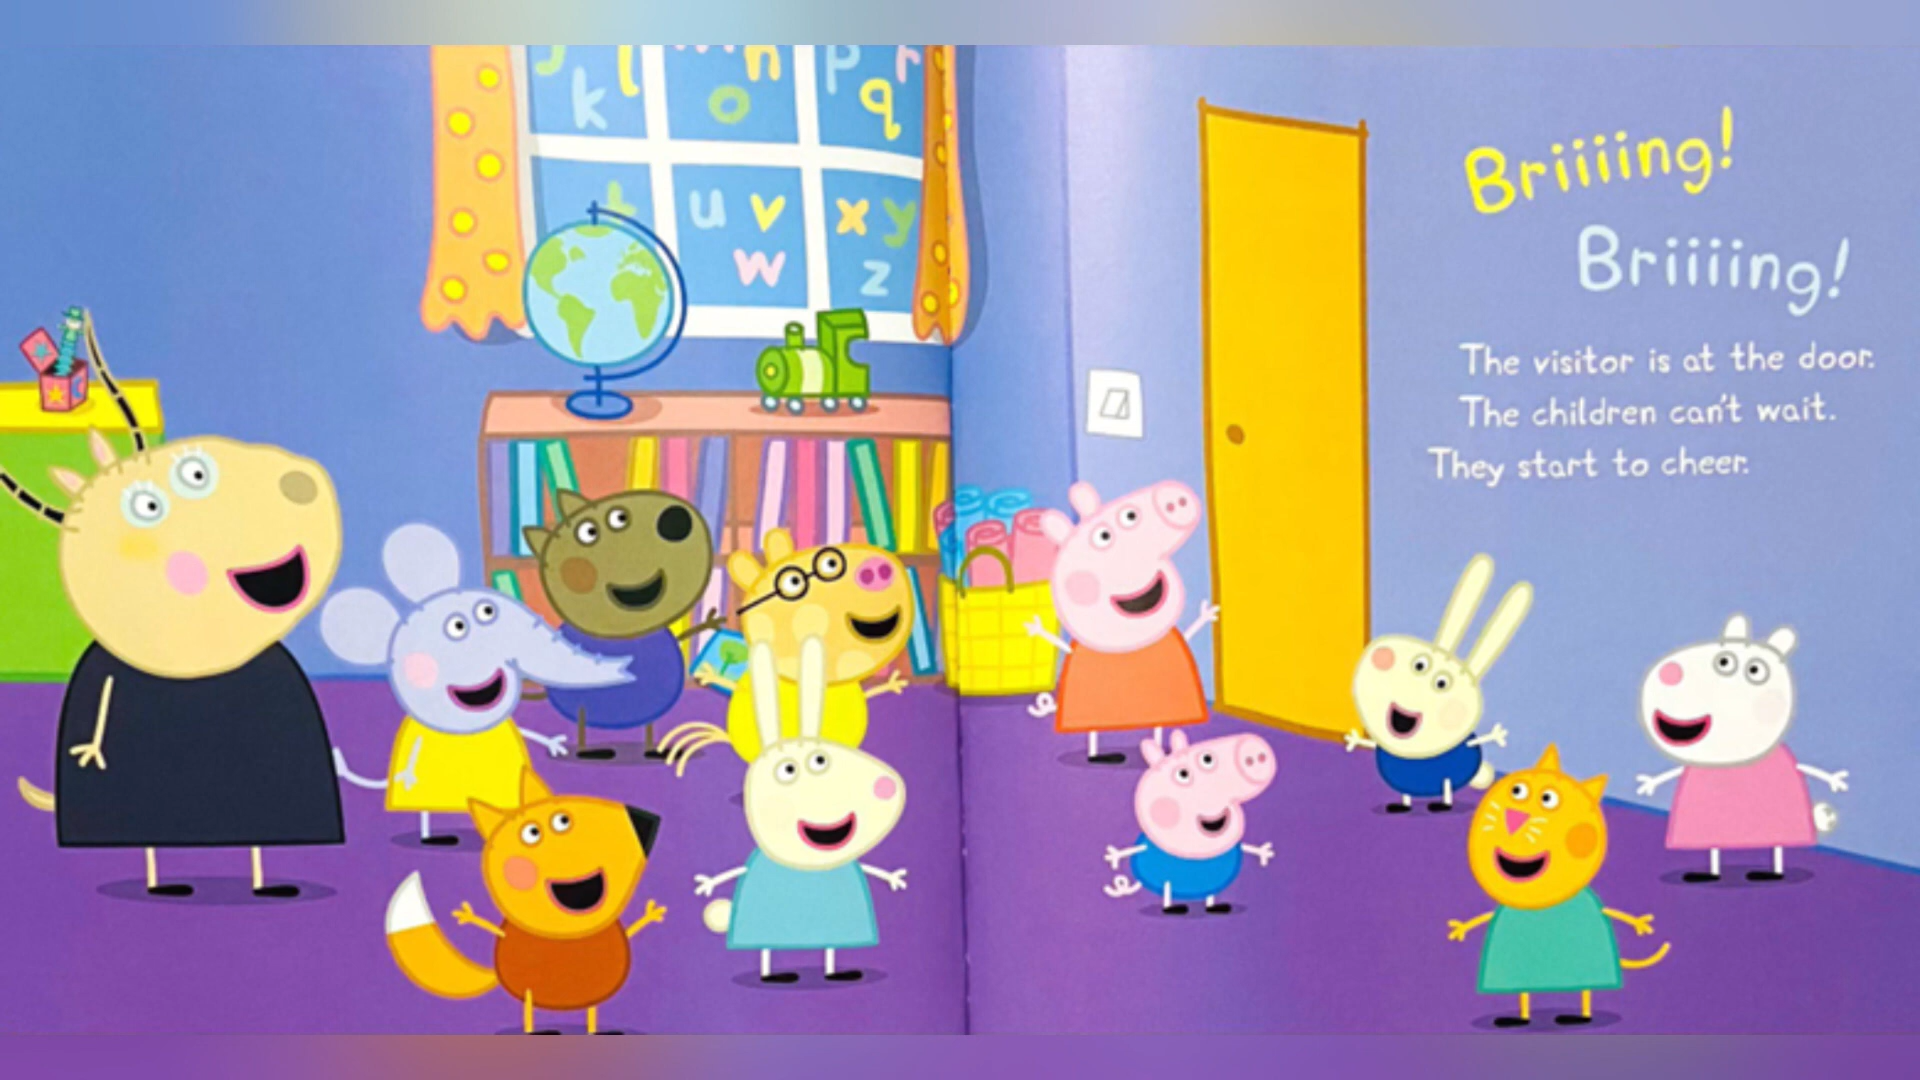 j k l
m n o
p q r
t
u v w
x y z
Briiiing!
Briiiing!
The visitor is at the door.
The children can't wait.
They start to cheer.